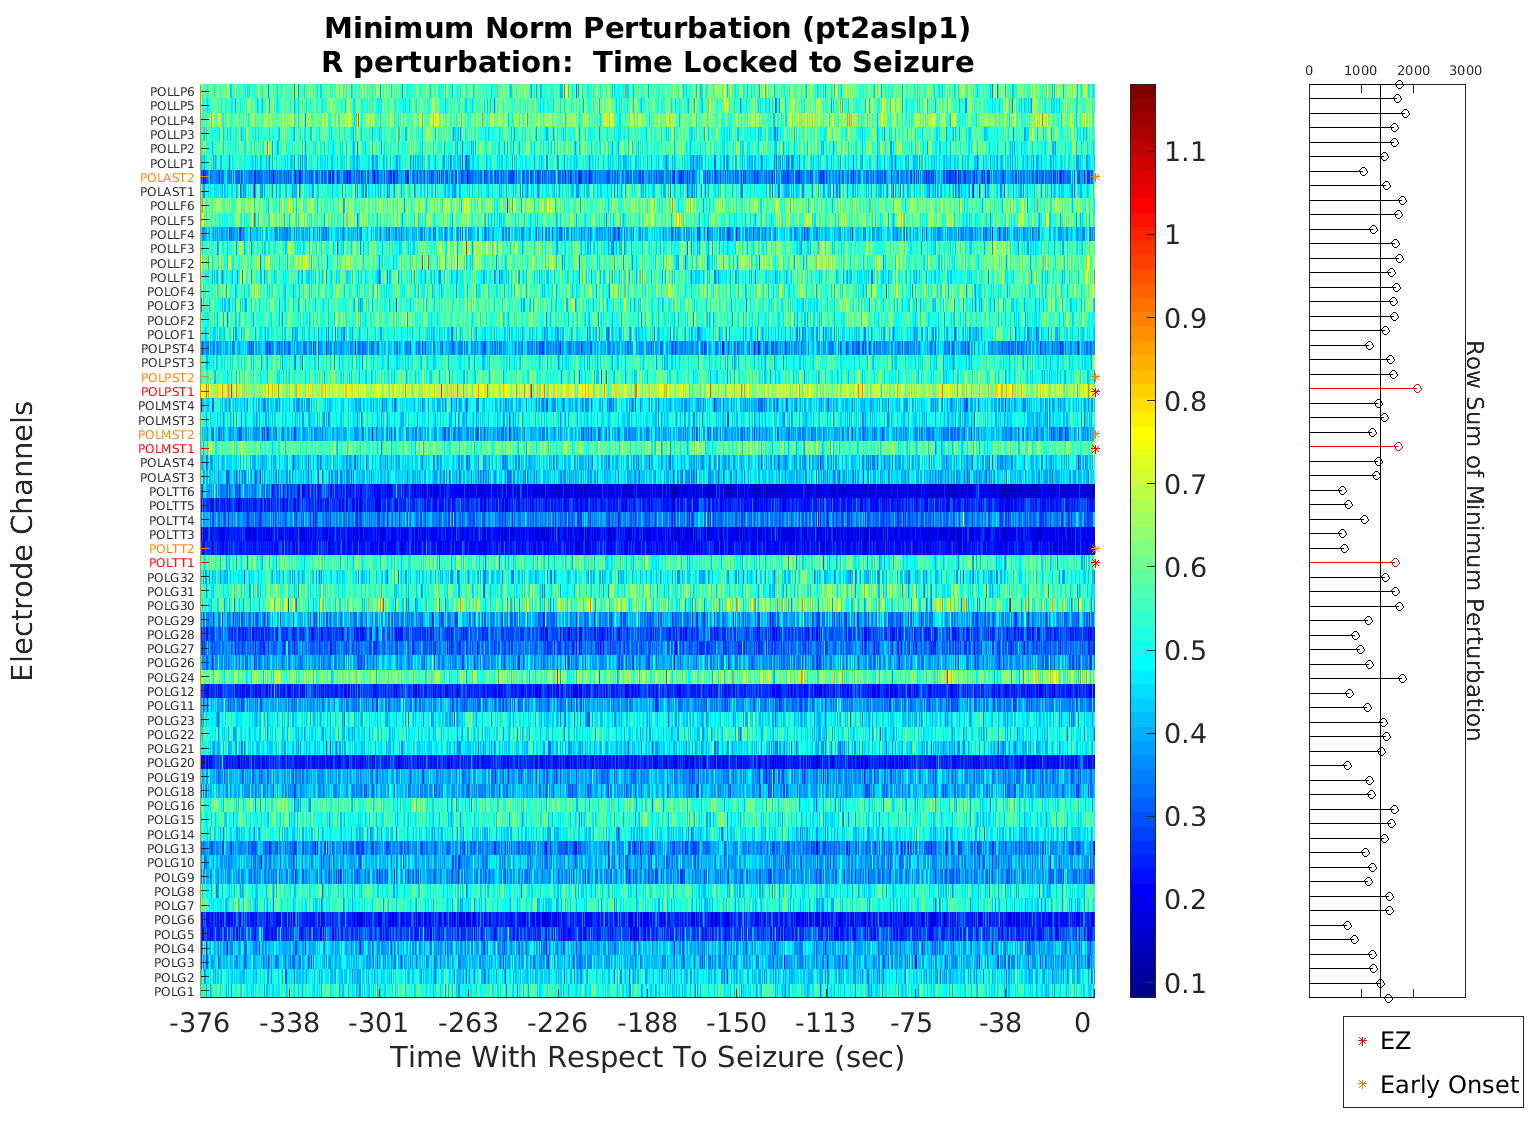 Minimum Norm Perturbation (pt2aslp1)
R perturbation:  Time Locked to Seizure
Electrode Channels
POLLP6
POLLP5
POLLP4
POLLP3
POLLP2
POLLP1
POLAST2
POLAST1
POLLF6
POLLF5
POLLF4
POLLF3
POLLF2
POLLF1
POLOF4
POLOF3
POLOF2
POLOF1
POLPST4
POLPST3
POLPST2
POLPST1
POLMST4
POLMST3
POLMST2
POLMST1
POLAST4
POLAST3
POLTT6
POLTT5
POLTT4
POLTT3
POLTT2
POLTT1
POLG32
POLG31
POLG30
POLG29
POLG28
POLG27
POLG26
POLG24
POLG12
POLG11
POLG23
POLG22
POLG21
POLG20
POLG19
POLG18
POLG16
POLG15
POLG14
POLG13
POLG10
POLG9
POLG8
POLG7
POLG6
POLG5
POLG4
POLG3
POLG2
POLG1
-376 -338 -301 -263 -226 -188 -150 -113 -75 -38 0
Time With Respect To Seizure (sec)
1.1
1
0.9
0.8
0.7
0.6
0.5
0.4
0.3
0.2
0.1
0 1000 2000 3000
Row Sum of Minimum Perturbation
EZ
Early Onset